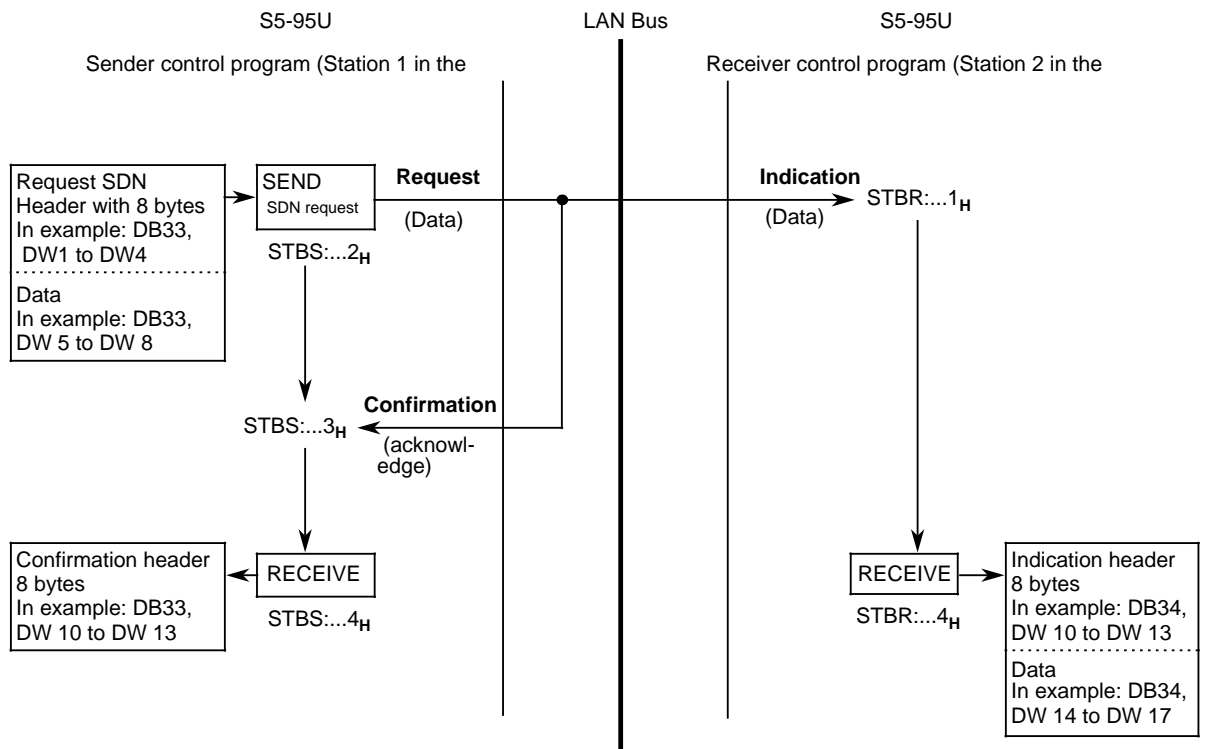 S5-95U
LAN Bus
S5-95U
Sender control program (Station 1 in the
Receiver control program (Station 2 in the
Request SDN
Header with 8 bytes
In example: DB33,
DW1 to DW4
Data
In example: DB33,
DW 5 to DW 8
SEND
SDN request
STBS:...2H
Request
(Data)
Indication
(Data)
STBR:...1H
STBS:...3H
Confirmation
(acknowl-
edge)
Confirmation header
8 bytes
In example: DB33,
DW 10 to DW 13
RECEIVE
STBS:...4H
RECEIVE
STBR:...4H
Indication header
8 bytes
In example: DB34,
DW 10 to DW 13
Data
In example: DB34,
DW 14 to DW 17